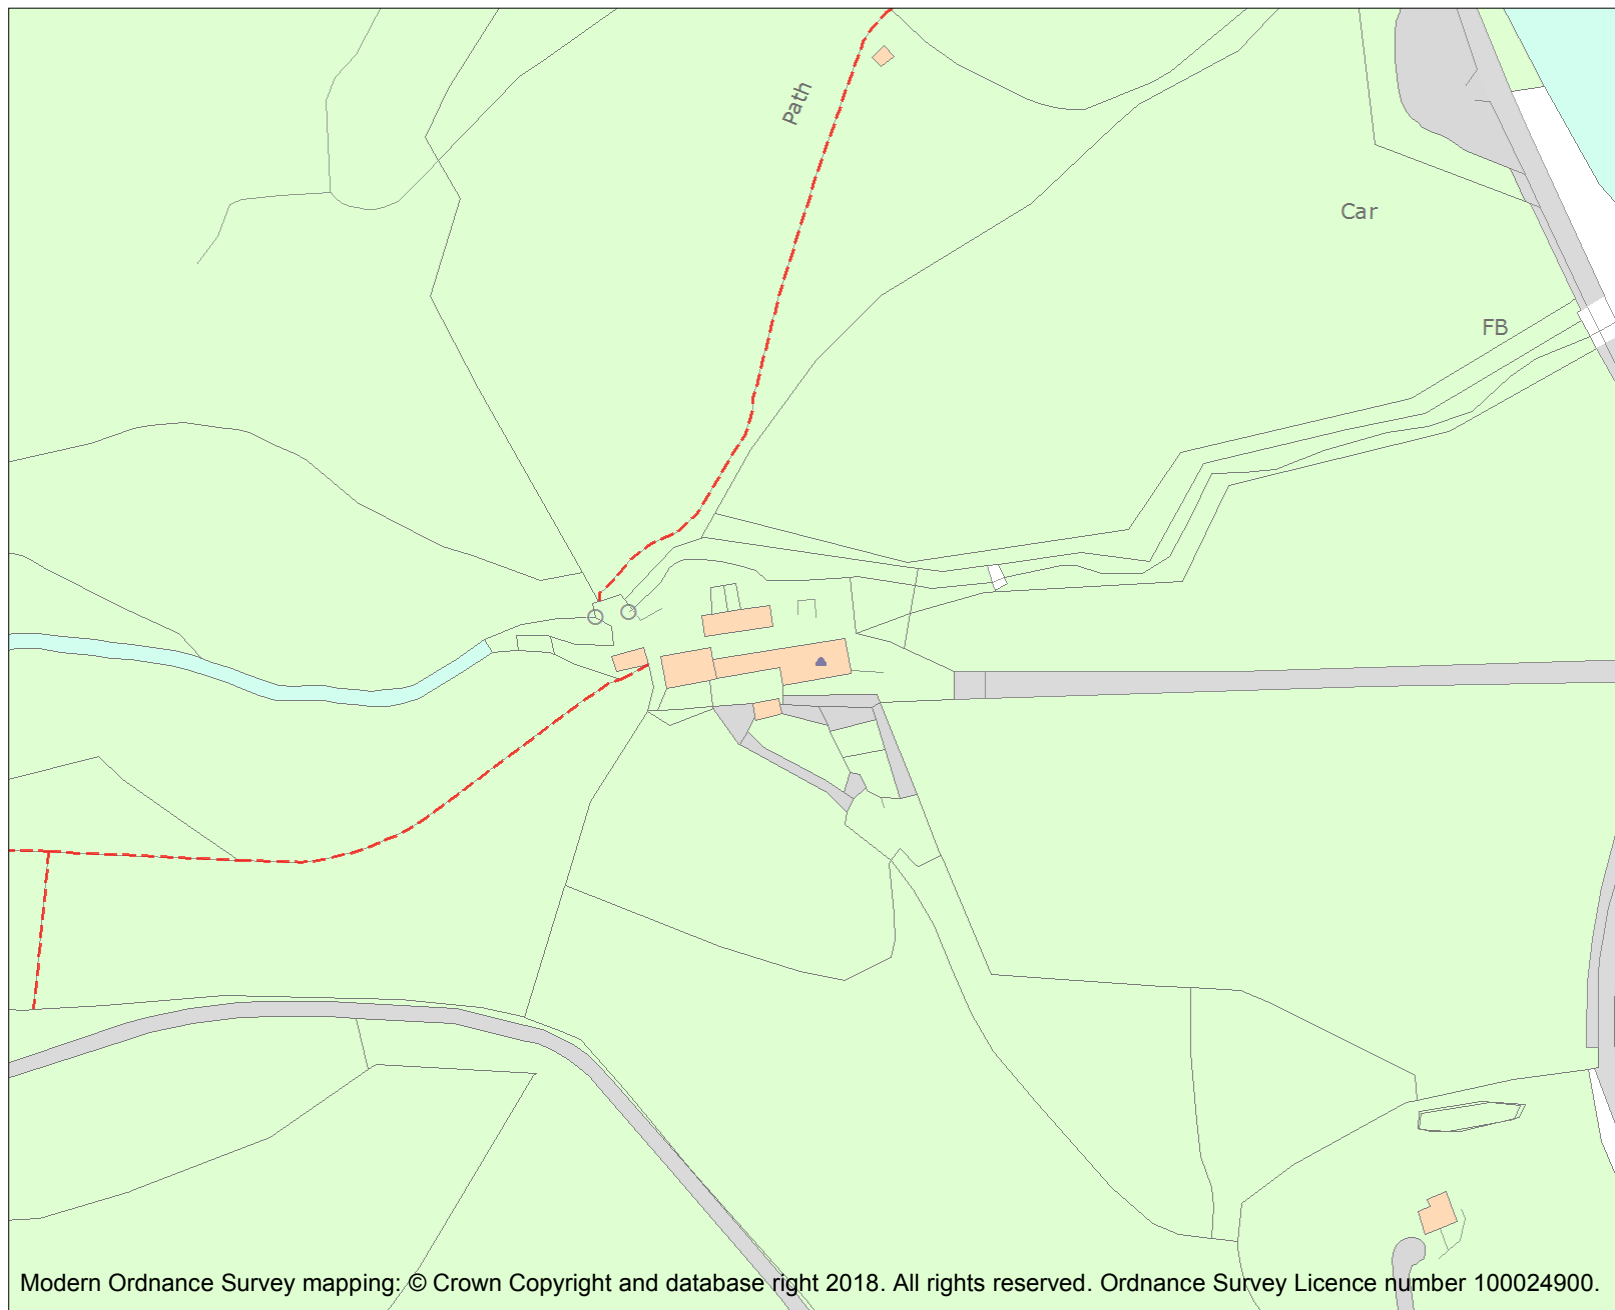 Path
Car
FB
Modern Ordnance Survey mapping: © Crown Copyright and database right 2018. All rights reserved. Ordnance Survey Licence number 100024900.